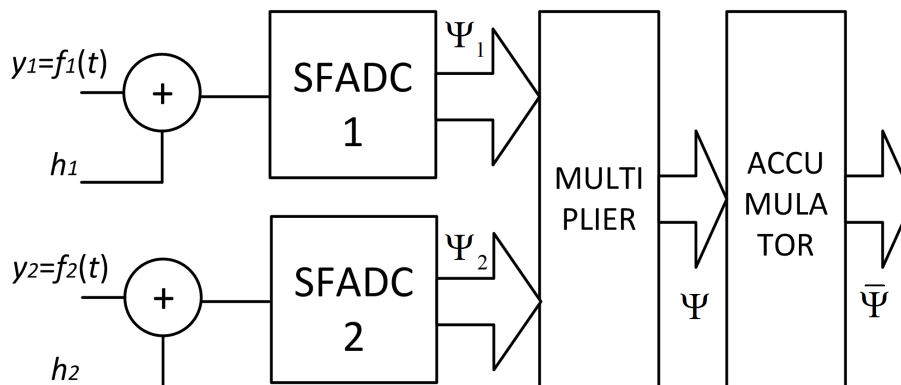 y1=f1(t)
+
h1
SFADC
1
Ψ1
y2=f2(t)
+
h2
SFADC
2
Ψ2
MULTI
PLIER
Ψ
ACCU
MULA
TOR
Ψ̅